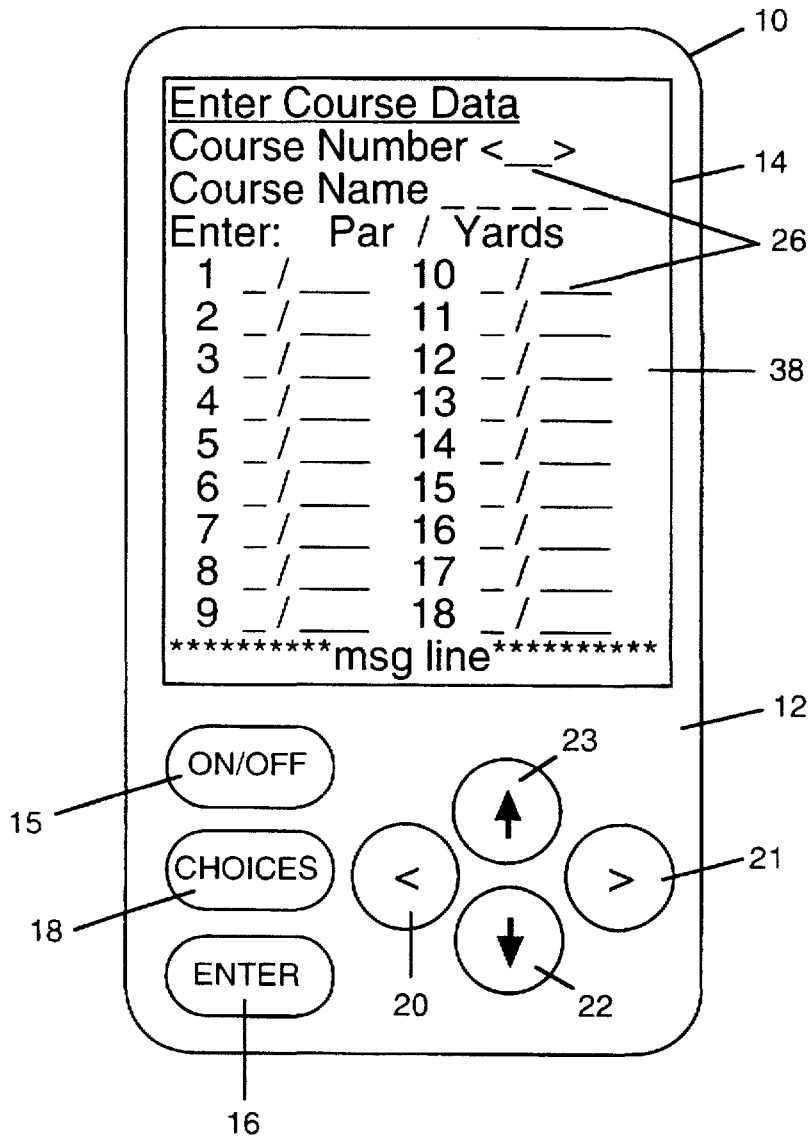 10
Enter Course Data
Course Number <__>
14
Course Name _ _ _ _ _
26
Enter: Par / Yards
1 _ / ___ 10 _ / ___
2 _ / ___ 11 _ / ___
3 _ / ___ 12 _ / ___
38
4 _ / ___ 13 _ / ___
5 _ / ___ 14 _ / ___
6 _ / ___ 15 _ / ___
7 _ / ___ 16 _ / ___
8 _ / ___ 17 _ / ___
9 _ / ___ 18 _ / ___
**********msg line**********
12
ON/OFF
23
15
CHOICES
<
>
21
18
ENTER
20
22
16